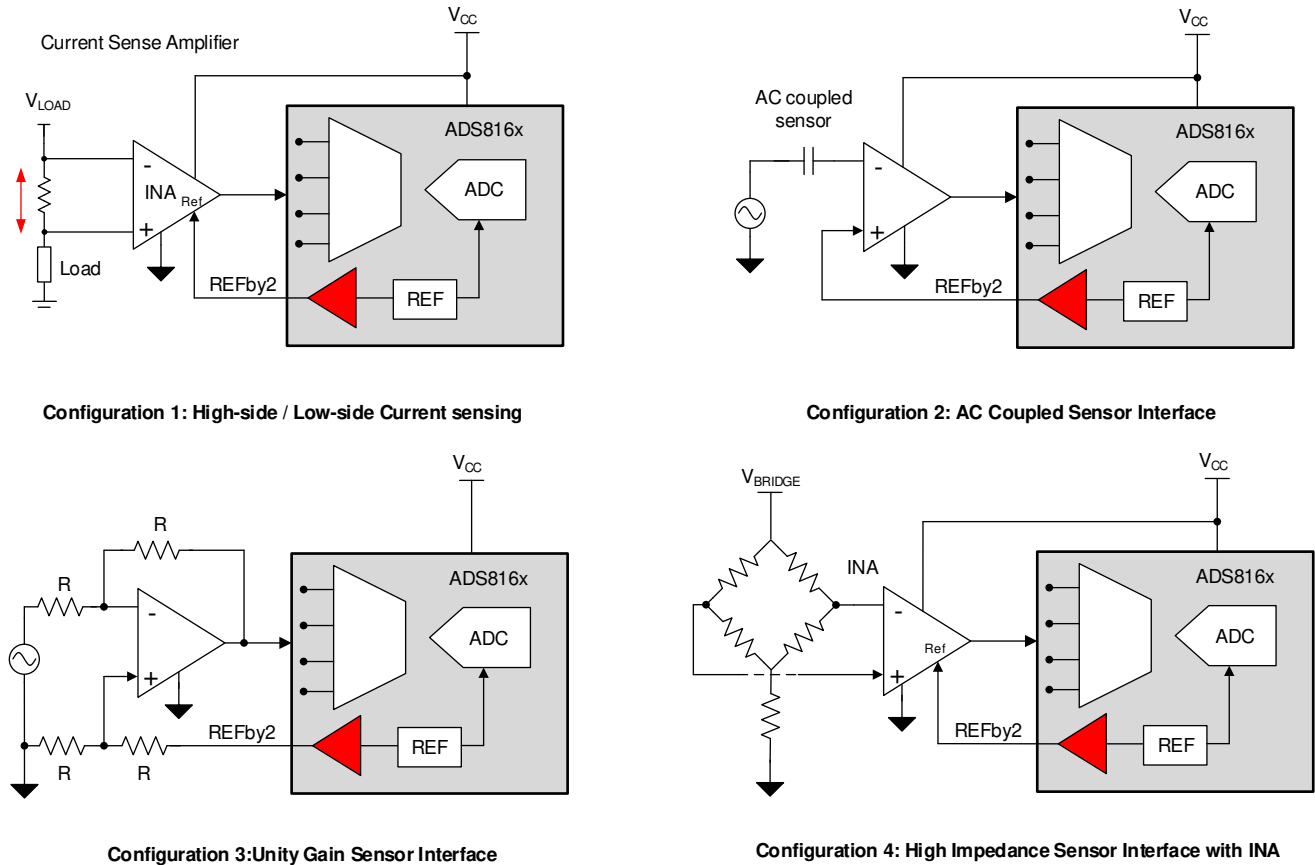 Current Sense Amplifier
VCC
VLOAD
ADS816x
-
INA
Ref
+
ADC
Load
REFby2
REF
Configuration 1: High-side / Low-side Current sensing
VCC
AC coupled
sensor
ADS816x
-
ADC
+
REFby2
REF
Configuration 2: AC Coupled Sensor Interface
VCC
R
R
ADS816x
-
ADC
+
REFby2
REF
R
R
Configuration 3:Unity Gain Sensor Interface
VCC
VBRIDGE
INA
ADS816x
-
Ref
ADC
+
REFby2
REF
Configuration 4: High Impedance Sensor Interface with INA